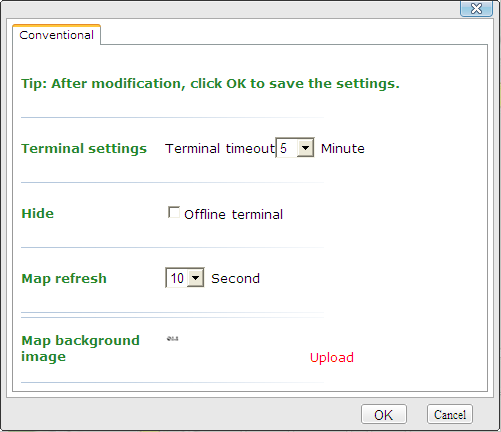 Conventional
Tip: After modification, click OK to save the settings.
Terminal settings Terminal timeout 5 Minute
Hide Offline terminal
Map refresh 10 Second
Map background
image
Upload
OK Cancel